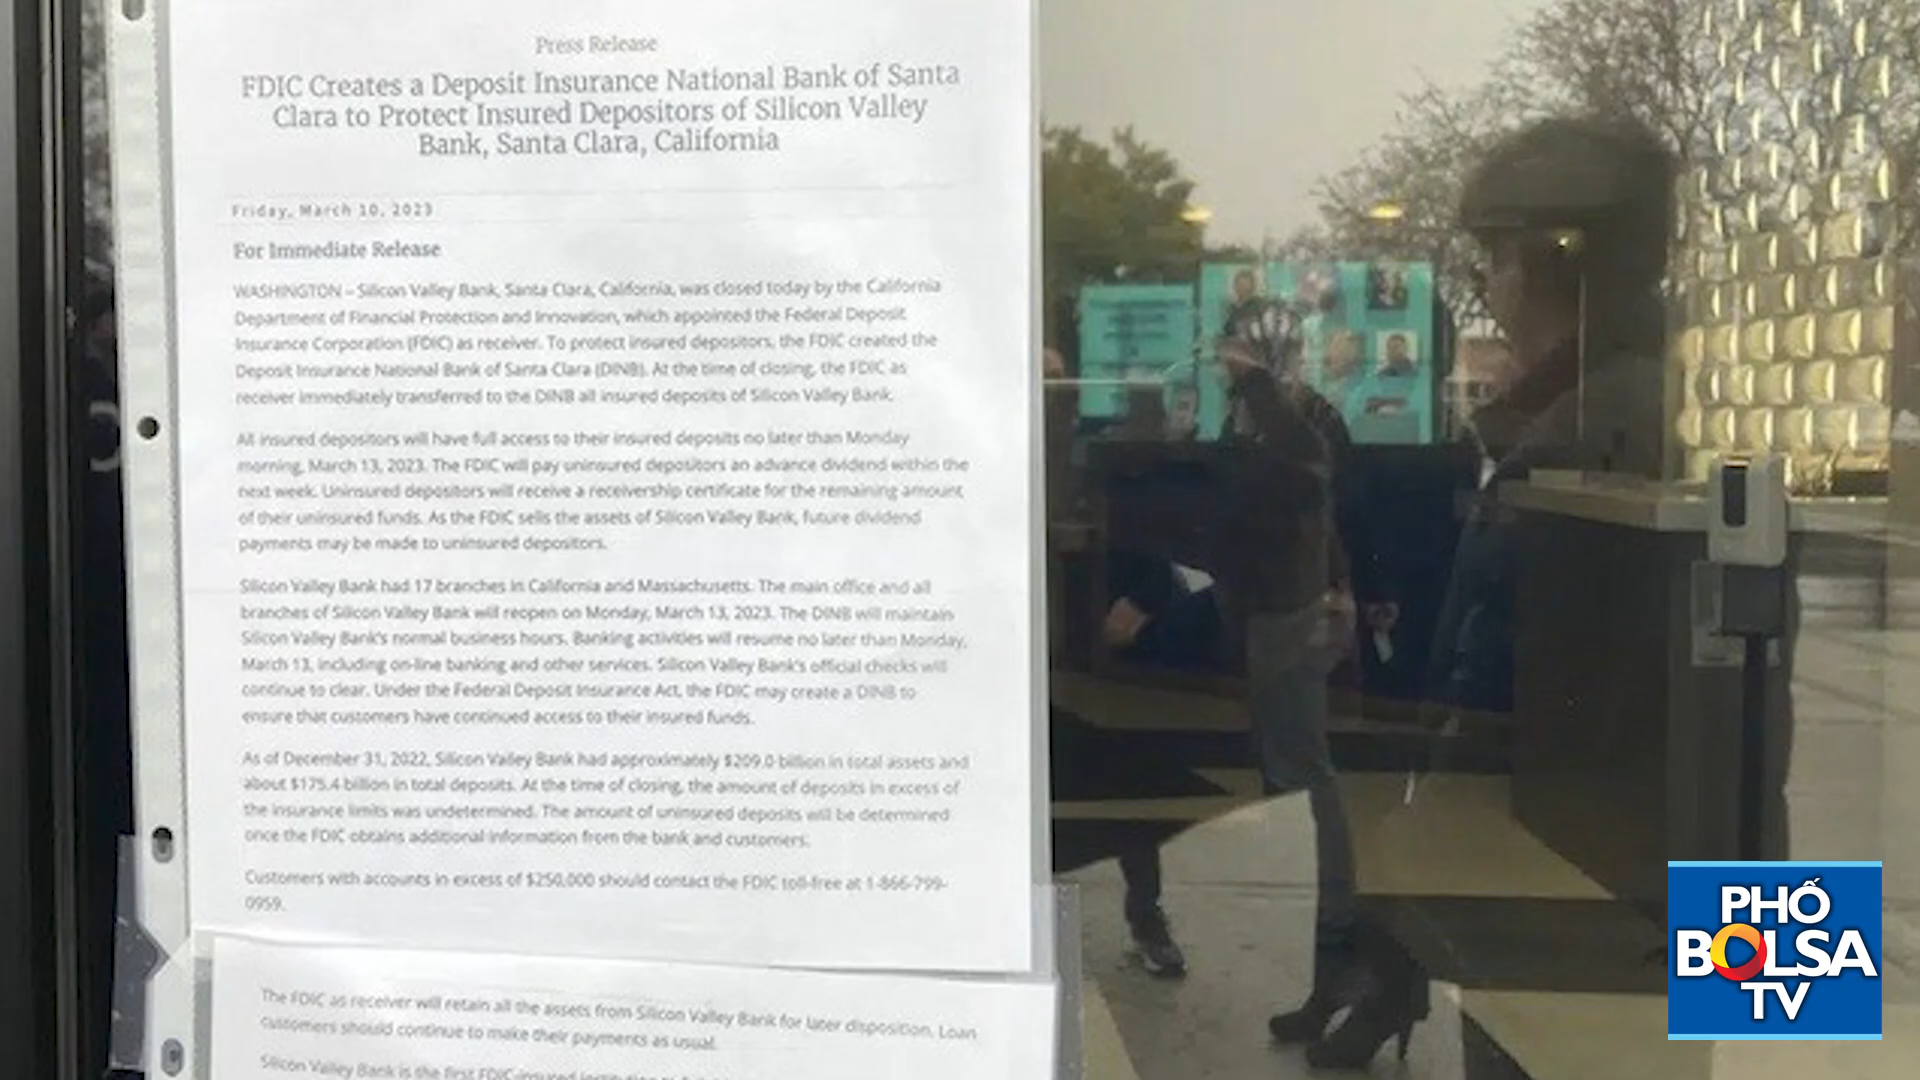 Press Release
FDIC Creates a Deposit Insurance National Bank of Santa
Clara to Protect Insured Depositors of Silicon Valley
Bank, Santa Clara, California
Friday, March 10, 2023
For Immediate Release
WASHINGTON – Silicon Valley Bank, Santa Clara, California, was closed today by the California
Department of Financial Protection and Innovation, which appointed the Federal Deposit
Insurance Corporation (FDIC) as receiver. To protect insured depositors, the FDIC created the
Deposit Insurance National Bank of Santa Clara (DINB). At the time of closing, the FDIC as
receiver immediately transferred to the DINB all insured deposits of Silicon Valley Bank.
All insured depositors will have full access to their insured deposits no later than Monday
morning, March 13, 2023. The FDIC will pay uninsured depositors an advance dividend within the
next week. Uninsured depositors will receive a receivership certificate for the remaining amount
of their uninsured funds. As the FDIC sells the assets of Silicon Valley Bank, future dividend
payments may be made to uninsured depositors.
Silicon Valley Bank had 17 branches in California and Massachusetts. The main office and all
branches of Silicon Valley Bank will reopen on Monday, March 13, 2023. The DINB will maintain
Silicon Valley Bank's normal business hours. Banking activities will resume no later than Monday,
March 13, including on-line banking and other services. Silicon Valley Bank's official checks will
continue to clear. Under the Federal Deposit Insurance Act, the FDIC may create a DINB to
ensure that customers have continued access to their insured funds.
As of December 31, 2022, Silicon Valley Bank had approximately $209.0 billion in total assets and
about $175.4 billion in total deposits. At the time of closing, the amount of deposits in excess of
the insurance limits was undetermined. The amount of uninsured deposits will be determined
once the FDIC obtains additional information from the bank and customers.
Customers with accounts in excess of $250,000 should contact the FDIC toll-free at 1-866-799-
0959.
The FDIC as receiver will retain all the assets from Silicon Valley Bank for later disposition. Loan
customers should continue to make their payments as usual.
Silicon Valley Bank is the first FDIC-insured institution to
PHỐ
BOLSA
TV